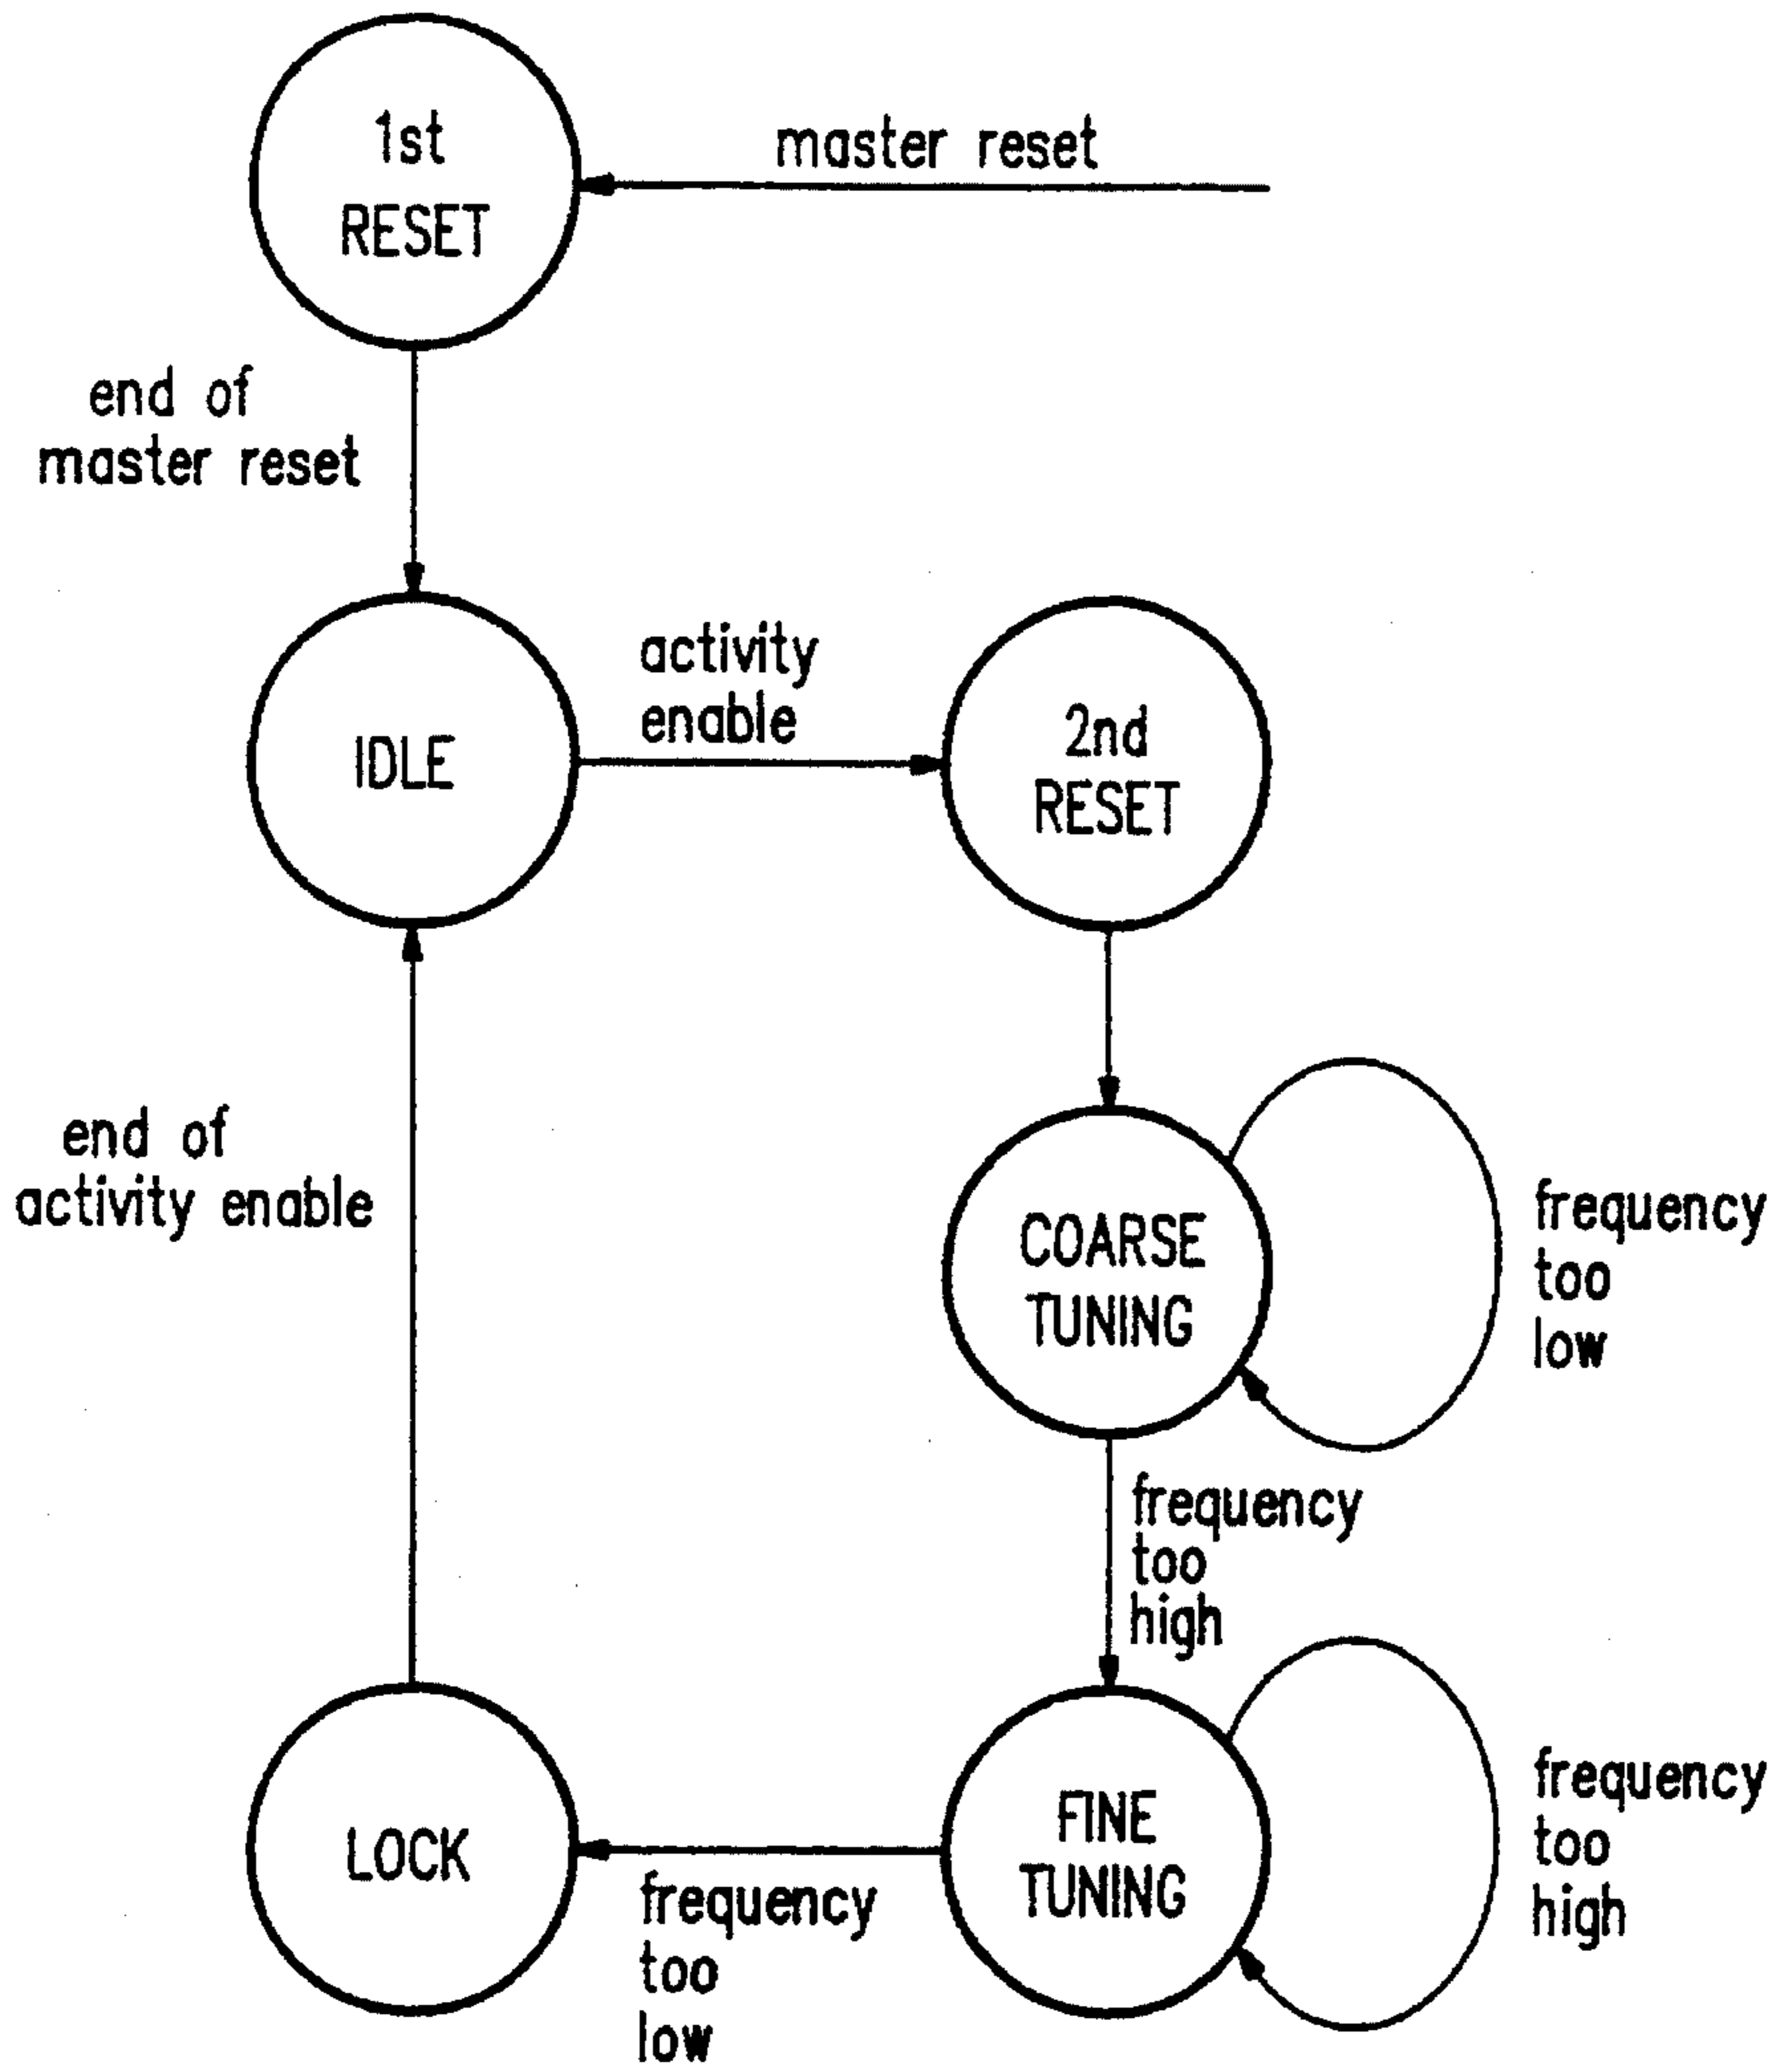 1st
RESET
master reset
end of
master reset
IDLE
activity
enable
2nd
RESET
end of
activity enable
COARSE
TUNING
frequency
too
low
frequency
too
high
LOCK
frequency
too
low
FINE
TUNING
frequency
too
high